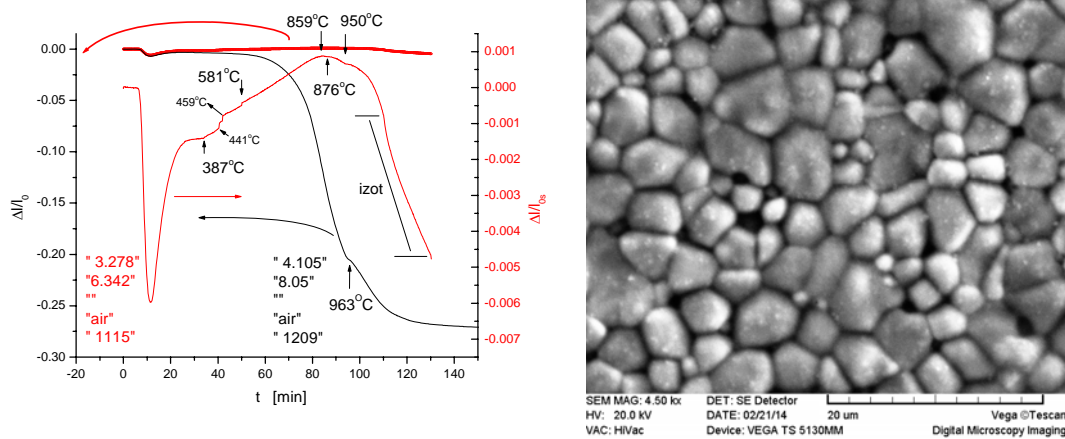 859°C
950°C
0.00
-0.05
-0.10
-0.15
-0.20
-0.25
-0.30
Δl/l0
581°C
876°C
459°C
441°C
387°C
izot
963°C
" 3.278"
"6.342"
""
"air"
" 1115"
" 4.105"
"8.05"
""
"air"
" 1209"
0.001
0.000
-0.001
-0.002
-0.003
-0.004
-0.005
-0.006
-0.007
Δl/l0s
-20 0 20 40 60 80 100 120 140
t [min]
SEM MAG: 4.50 kx DET: SE Detector
HV: 20.0 kV DATE: 02/21/14 20 um Vega ©Tescan
VAC: HiVac Device: VEGA TS 5130MM Digital Microscopy Imaging